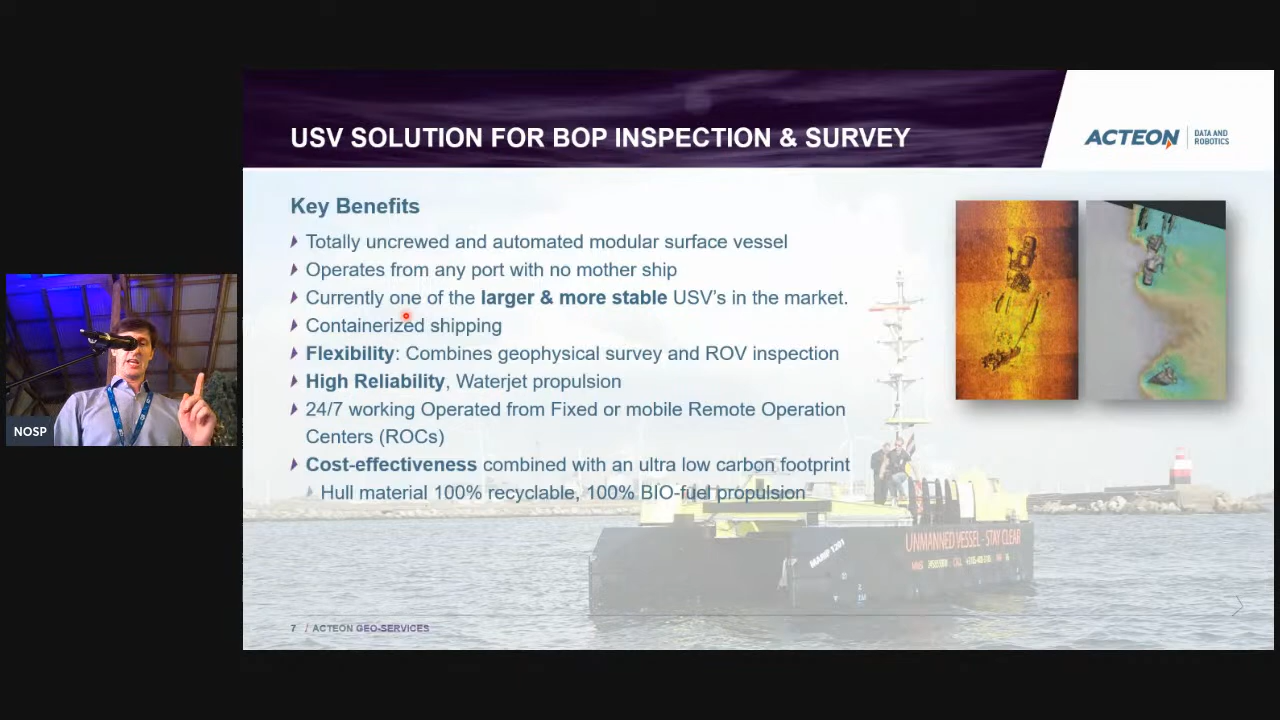 USV SOLUTION FOR BOP INSPECTION & SURVEY
ACTEON
DATA AND
ROBOTICS
Key Benefits
Totally uncrewed and automated modular surface vessel
Operates from any port with no mother ship
Currently one of the larger & more stable USV's in the market.
Containerized shipping
Flexibility: Combines geophysical survey and ROV inspection
High Reliability, Waterjet propulsion
24/7 working Operated from Fixed or mobile Remote Operation
Centers (ROCs)
Cost-effectiveness combined with an ultra low carbon footprint
Hull material 100% recyclable, 100% BIO-fuel propulsion
NOSP
UNMANNED VESSEL - STAY CLEAR
CALL
7 / ACTEON GEO-SERVICES